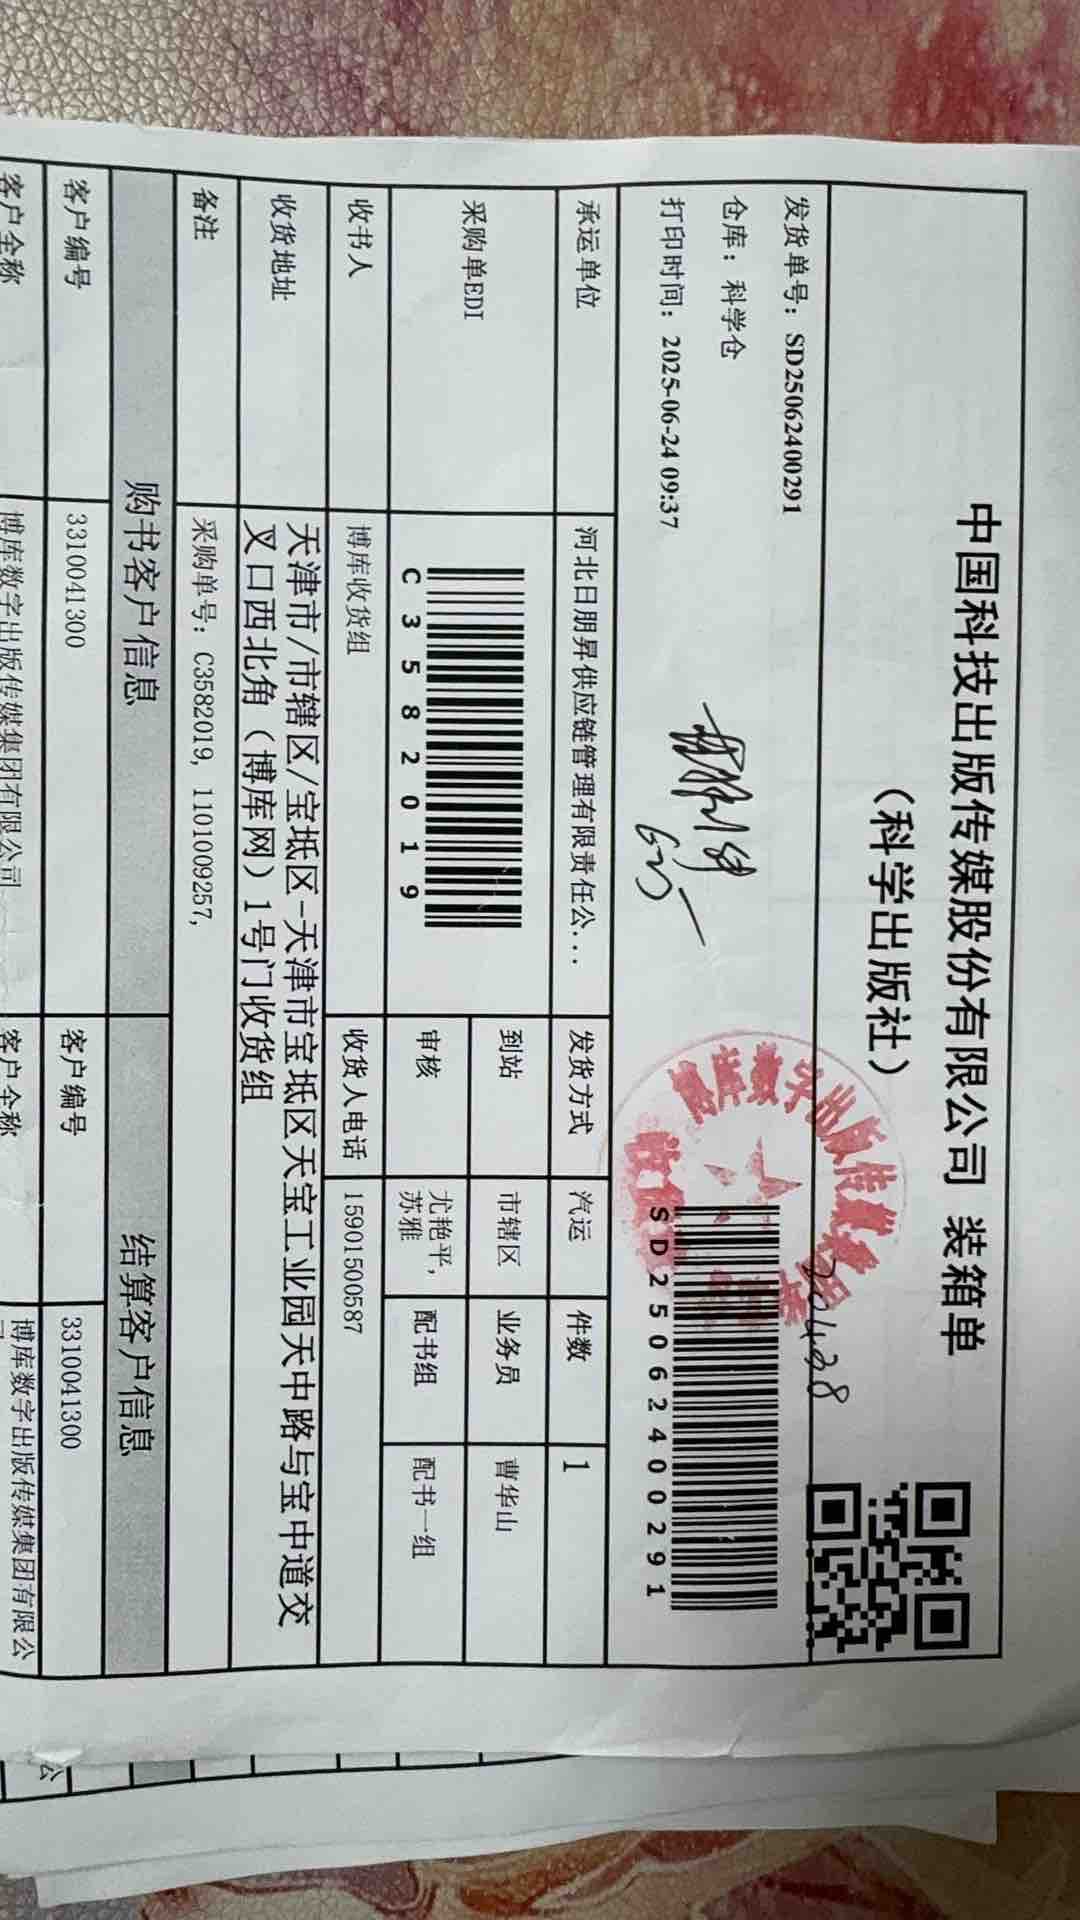 中国科技出版传媒股份有限公司 装箱单
（科学出版社）
发货单号：SD25062400291
仓库：科学仓
打印时间：2025-06-24 09:37
20428
SD25062400291
承运单位 河北日朋昇供应链管理有限责任公... 发货方式 汽运 件数 1
采购单EDI C3582019 到站 市辖区 业务员 曹华山
审核 尤艳平，苏雅 配书组 配书一组
收书人 博库收货组 收货人电话 15901500587
收货地址 天津市/市辖区/宝坻区-天津市宝坻区天宝工业园天中路与宝中道交
叉口西北角（博库网）1号门收货组
备注 采购单号：C3582019, 1101009257,
购书客户信息 结算客户信息
客户编号 3310041300 客户编号 3310041300
客户全称 博库数字出版传媒集团有限公司 客户全称 博库数字出版传媒集团有限公